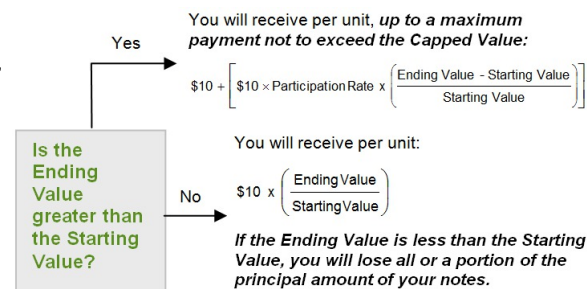 You will receive per unit, up to a maximum
payment not to exceed the Capped Value:
Yes
$10 + [ $10 × Participation Rate x ( Ending Value - Starting Value / Starting Value ) ]
Is the
Ending
Value
greater than
the Starting
Value?
No
You will receive per unit:
$10 x ( Ending Value / Starting Value )
If the Ending Value is less than the Starting
Value, you will lose all or a portion of the
principal amount of your notes.